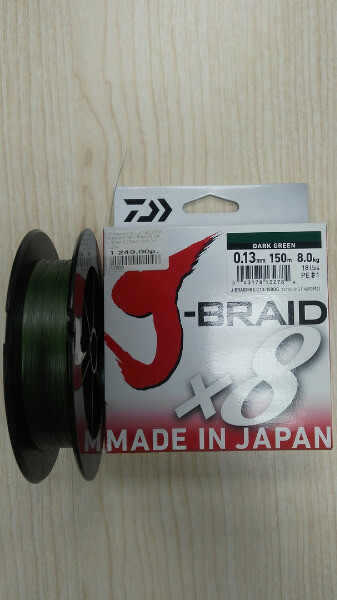 DARK GREEN
1 249.00р.
0.13mm 150m 8.0kg
18Lbs
PE #1
J-BRAID
x8
MADE IN JAPAN